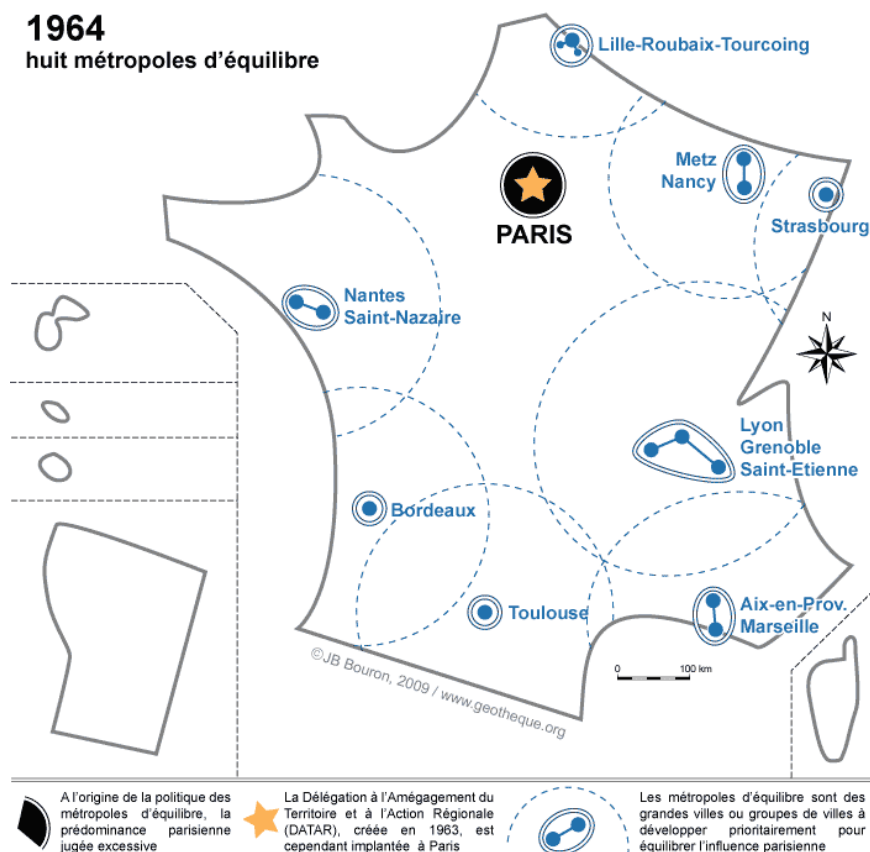 1964
huit métropoles d'équilibre
Lille-Roubaix-Tourcoing
Metz
Nancy
Strasbourg
PARIS
Nantes
Saint-Nazaire
N
Lyon
Grenoble
Saint-Etienne
Bordeaux
Toulouse
Aix-en-Prov.
Marseille
0 100 km
©JB Bouron, 2009 / www.geotheque.org
A l'origine de la politique des
métropoles d'équilibre, la
prédominance parisienne
jugée excessive
La Délégation à l'Amégagement du
Territoire et à l'Action Régionale
(DATAR), créée en 1963, est
cependant implantée à Paris
Les métropoles d'équilibre sont des
grandes villes ou groupes de villes à
développer prioritairement pour
équilibrer l'influence parisienne